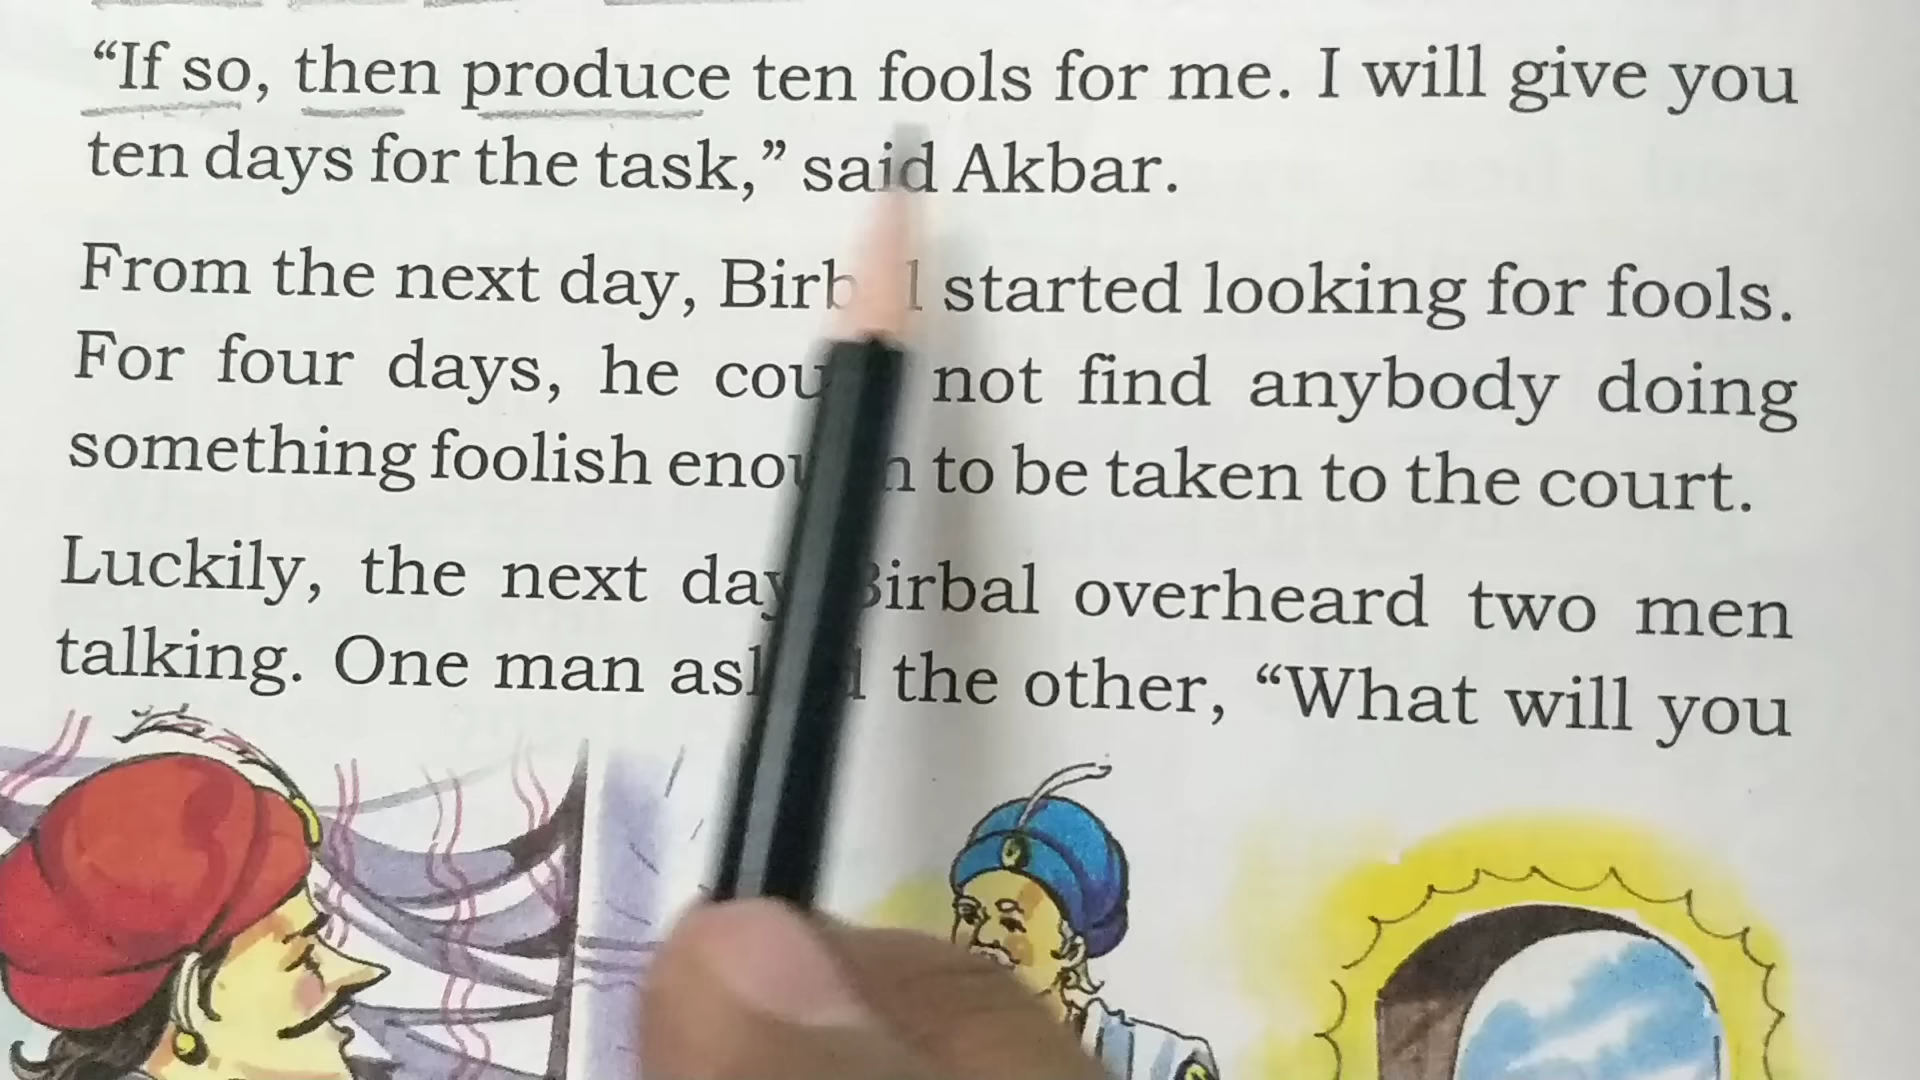 “If so, then produce ten fools for me. I will give you
ten days for the task,” said Akbar.
From the next day, Birbal started looking for fools.
For four days, he could not find anybody doing
something foolish enough to be taken to the court.
Luckily, the next day Birbal overheard two men
talking. One man asked the other, “What will you